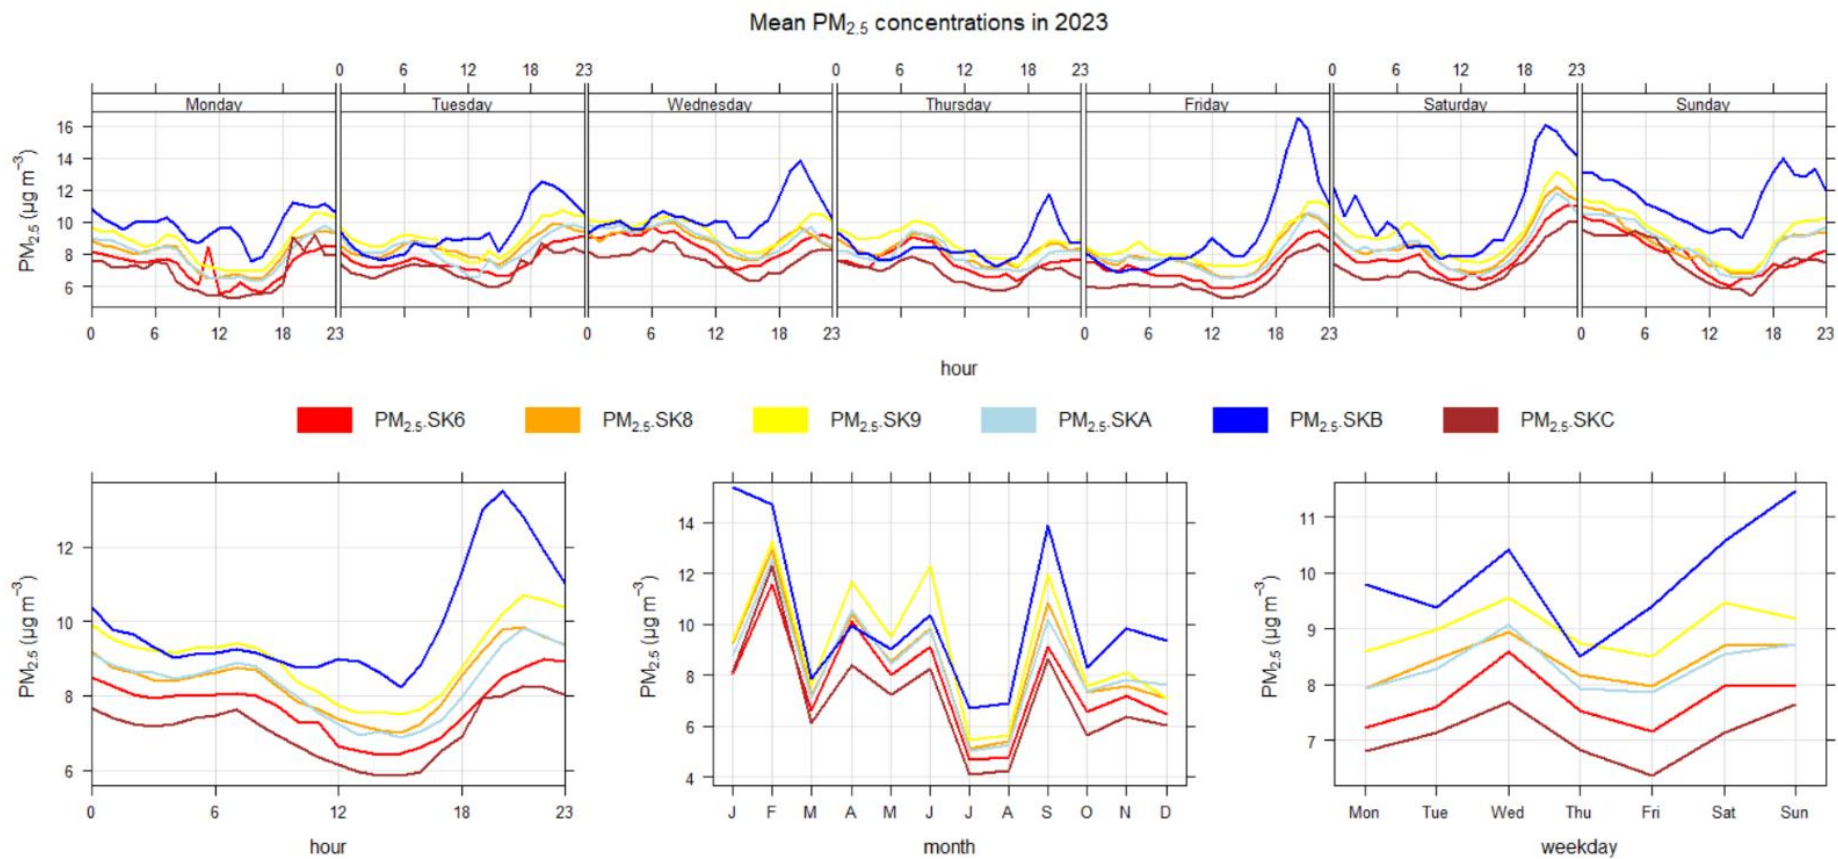 Mean PM2.5 concentrations in 2023
0 6 12 18 23 0 6 12 18 23 0 6 12 18 23
Monday Tuesday Wednesday Thursday Friday Saturday Sunday
PM2.5 (µg m−3)
16
14
12
10
8
6
0 6 12 18 23 0 6 12 18 23 0 6 12 18 23 0 6 12 18 23
hour
PM2.5-SK6 PM2.5-SK8 PM2.5-SK9 PM2.5-SKA PM2.5-SKB PM2.5-SKC
PM2.5 (µg m−3)
12
10
8
6
0 6 12 18 23
hour
PM2.5 (µg m−3)
14
12
10
8
6
4
J F M A M J J A S O N D
month
PM2.5 (µg m−3)
11
10
9
8
7
Mon Tue Wed Thu Fri Sat Sun
weekday